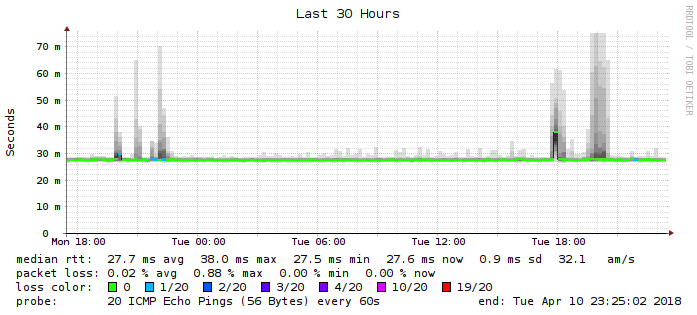 Last 30 Hours
RRDTOOL / TOBI OETIKER
Seconds
70 m
60 m
50 m
40 m
30 m
20 m
10 m
0
Mon 18:00 Tue 00:00 Tue 06:00 Tue 12:00 Tue 18:00
median rtt: 27.7 ms avg 38.0 ms max 27.5 ms min 27.6 ms now 0.9 ms sd 32.1 am/s
packet loss: 0.02 % avg 0.88 % max 0.00 % min 0.00 % now
loss color: 0 1/20 2/20 3/20 4/20 10/20 19/20
probe: 20 ICMP Echo Pings (56 Bytes) every 60s end: Tue Apr 10 23:25:02 2018